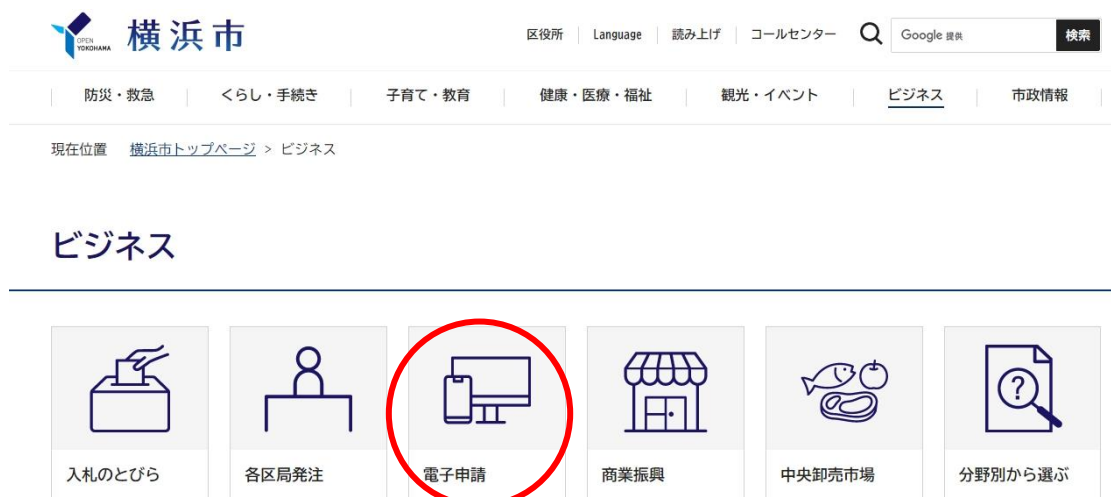 OPEN
YOKOHAMA
横浜市
区役所 Language 読み上げ コールセンター Google 提供 検索
防災・救急 くらし・手続き 子育て・教育 健康・医療・福祉 観光・イベント ビジネス 市政情報
現在位置 横浜市トップページ > ビジネス
ビジネス
?
入札のとびら 各区局発注 電子申請 商業振興 中央卸売市場 分野別から選ぶ